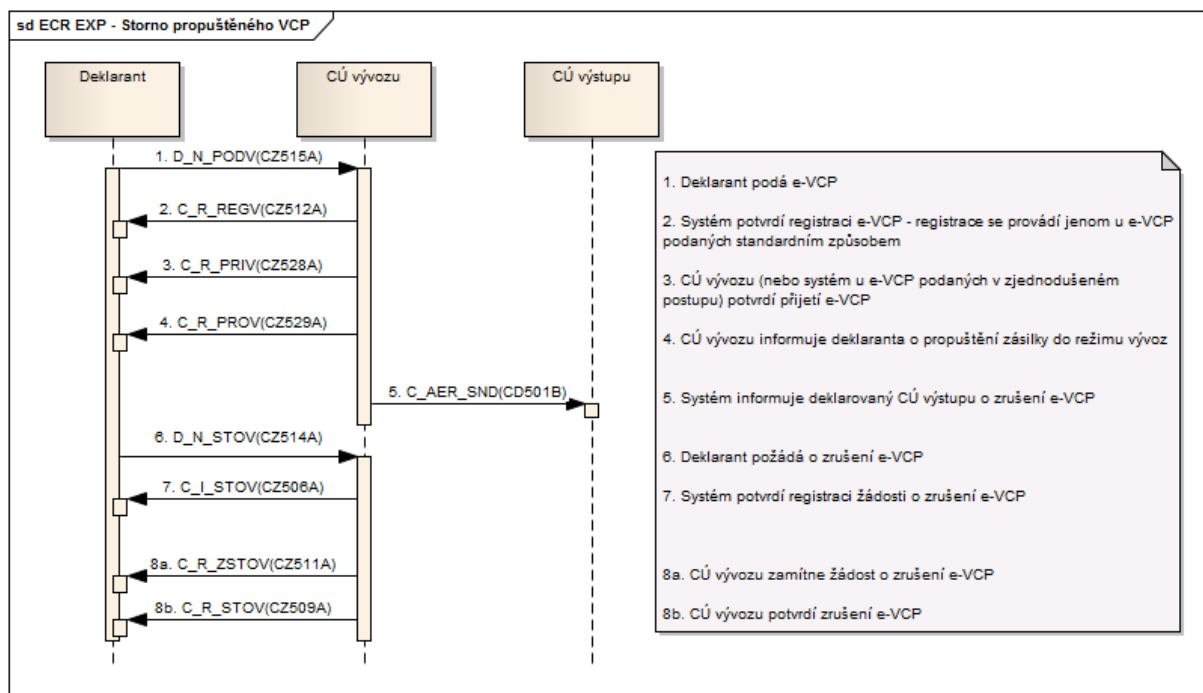 sd ECR EXP - Storno propuštěného VCP
Deklarant
CÚ vývozu
CÚ výstupu
1. D_N_PODV(CZ515A)
2. C_R_REGV(CZ512A)
3. C_R_PRIV(CZ528A)
4. C_R_PROV(CZ529A)
5. C_AER_SND(CD501B)
6. D_N_STOV(CZ514A)
7. C_I_STOV(CZ506A)
8a. C_R_ZSTOV(CZ511A)
8b. C_R_STOV(CZ509A)
1. Deklarant podá e-VCP
2. Systém potvrdí registraci e-VCP - registrace se provádí jenom u e-VCP
podaných standardním způsobem
3. CÚ vývozu (nebo systém u e-VCP podaných v zjednodušeném
postupu) potvrdí přijetí e-VCP
4. CÚ vývozu informuje deklaranta o propuštění zásilky do režimu vývoz
5. Systém informuje deklarovaný CÚ výstupu o zrušení e-VCP
6. Deklarant požádá o zrušení e-VCP
7. Systém potvrdí registraci žádosti o zrušení e-VCP
8a. CÚ vývozu zamítne žádost o zrušení e-VCP
8b. CÚ vývozu potvrdí zrušení e-VCP